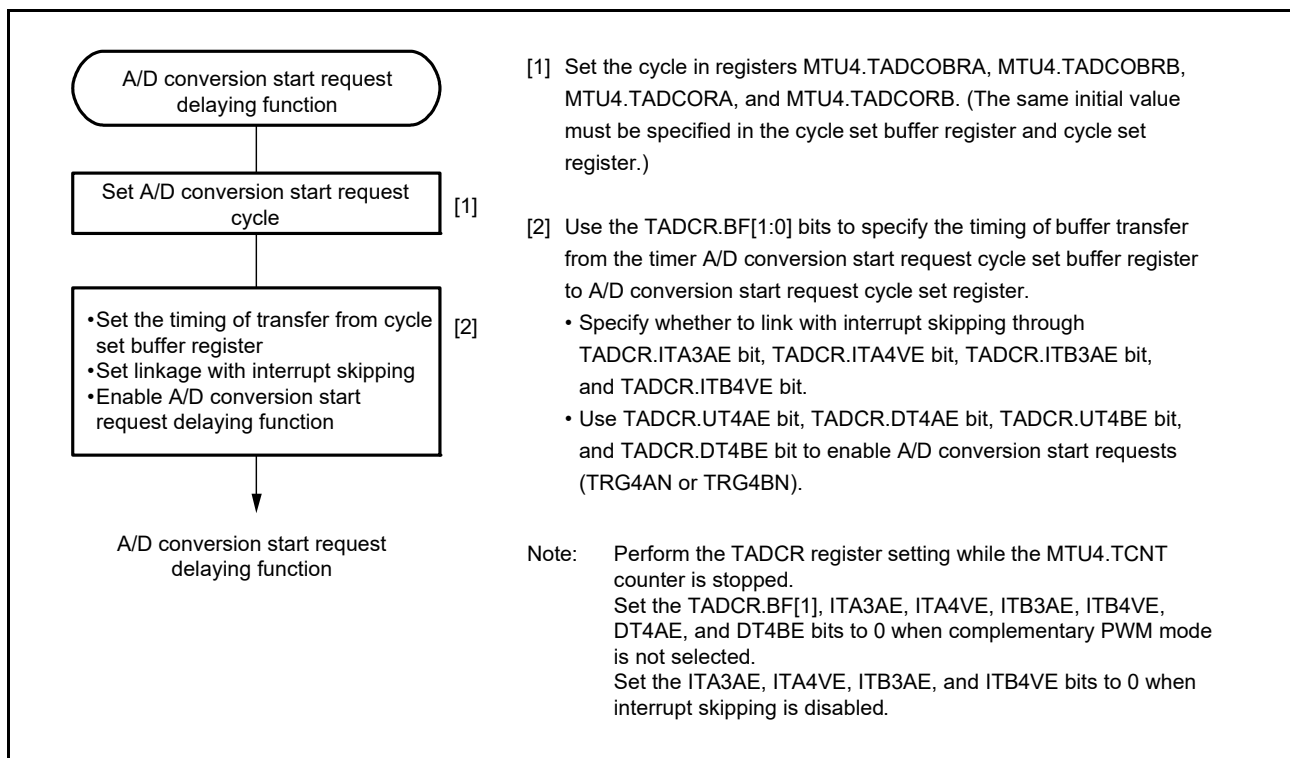 A/D conversion start request
delaying function
Set A/D conversion start request
cycle
[1]
•Set the timing of transfer from cycle
set buffer register
•Set linkage with interrupt skipping
•Enable A/D conversion start
request delaying function
[2]
A/D conversion start request
delaying function
[1] Set the cycle in registers MTU4.TADCOBRA, MTU4.TADCOBRB,
MTU4.TADCORA, and MTU4.TADCORB. (The same initial value
must be specified in the cycle set buffer register and cycle set
register.)
[2] Use the TADCR.BF[1:0] bits to specify the timing of buffer transfer
from the timer A/D conversion start request cycle set buffer register
to A/D conversion start request cycle set register.
• Specify whether to link with interrupt skipping through
TADCR.ITA3AE bit, TADCR.ITA4VE bit, TADCR.ITB3AE bit,
and TADCR.ITB4VE bit.
• Use TADCR.UT4AE bit, TADCR.DT4AE bit, TADCR.UT4BE bit,
and TADCR.DT4BE bit to enable A/D conversion start requests
(TRG4AN or TRG4BN).
Note: Perform the TADCR register setting while the MTU4.TCNT
counter is stopped.
Set the TADCR.BF[1], ITA3AE, ITA4VE, ITB3AE, ITB4VE,
DT4AE, and DT4BE bits to 0 when complementary PWM mode
is not selected.
Set the ITA3AE, ITA4VE, ITB3AE, and ITB4VE bits to 0 when
interrupt skipping is disabled.